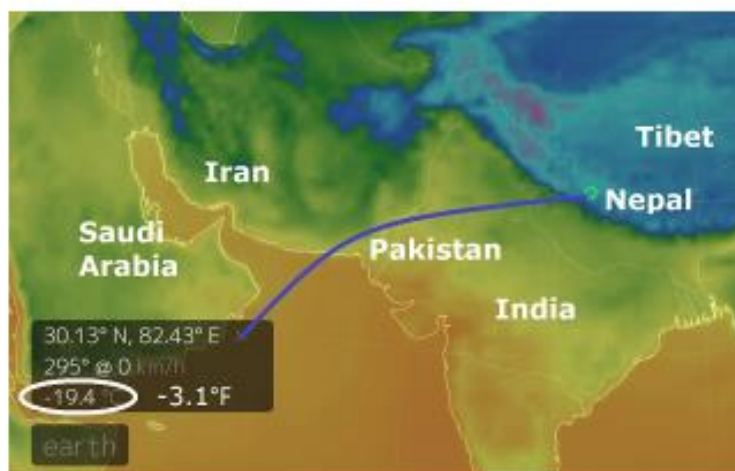 Tibet
Iran
Nepal
Saudi
Arabia
Pakistan
India
30.13° N, 82.43° E
295° @ 0 km/h
-19.4 °C -3.1°F
earth